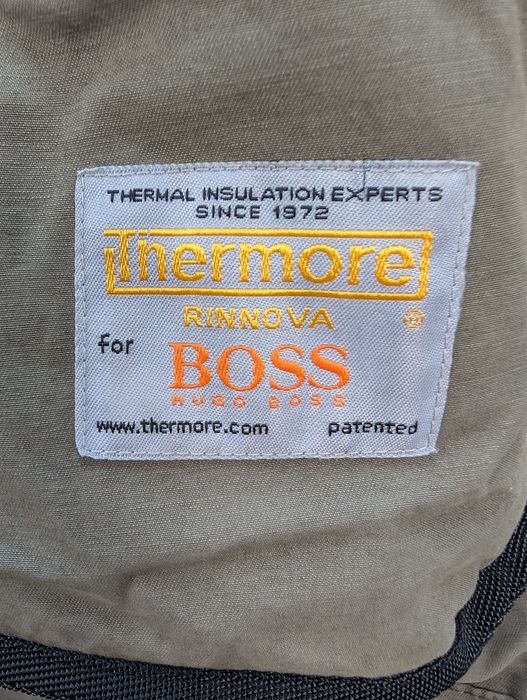 THERMAL INSULATION EXPERTS
SINCE 1972
Thermore
RINNOVA
for BOSS
HUGO BOSS
www.thermore.com patented